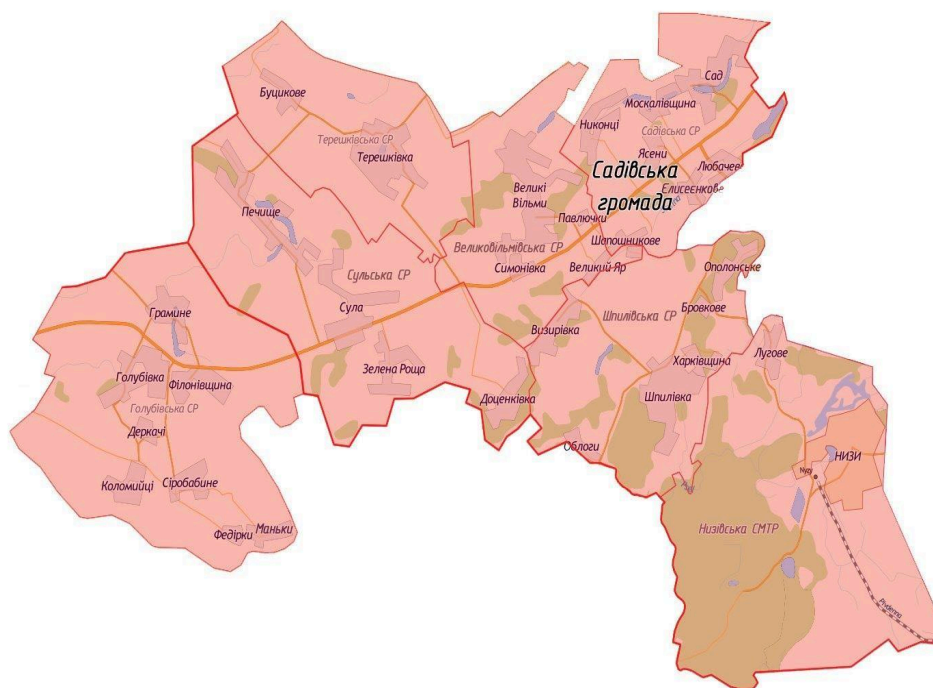 Сад
Буцикове
Москалівщина
Никонці
Садівська СР
Терешківська СР
Терешківка
Ясени
Любачев
Садівська
громада
Великі
Вільми
Елисеєнкове
Печище
Павлючки
Шапошникове
Великовільмівська СР
Симонівка
Великий Яр
Ополонське
Сульська СР
Сула
Грамине
Бровкове
Шпилівська СР
Визирівка
Харківщина
Лугове
Зелена Роща
Голубівка
Філонівщина
Доценківка
Шпилівка
Голубівська СР
Деркачі
Облоги
НИЗИ
Коломийці
Сіробабине
Низівська СМТР
Федірки
Маньки